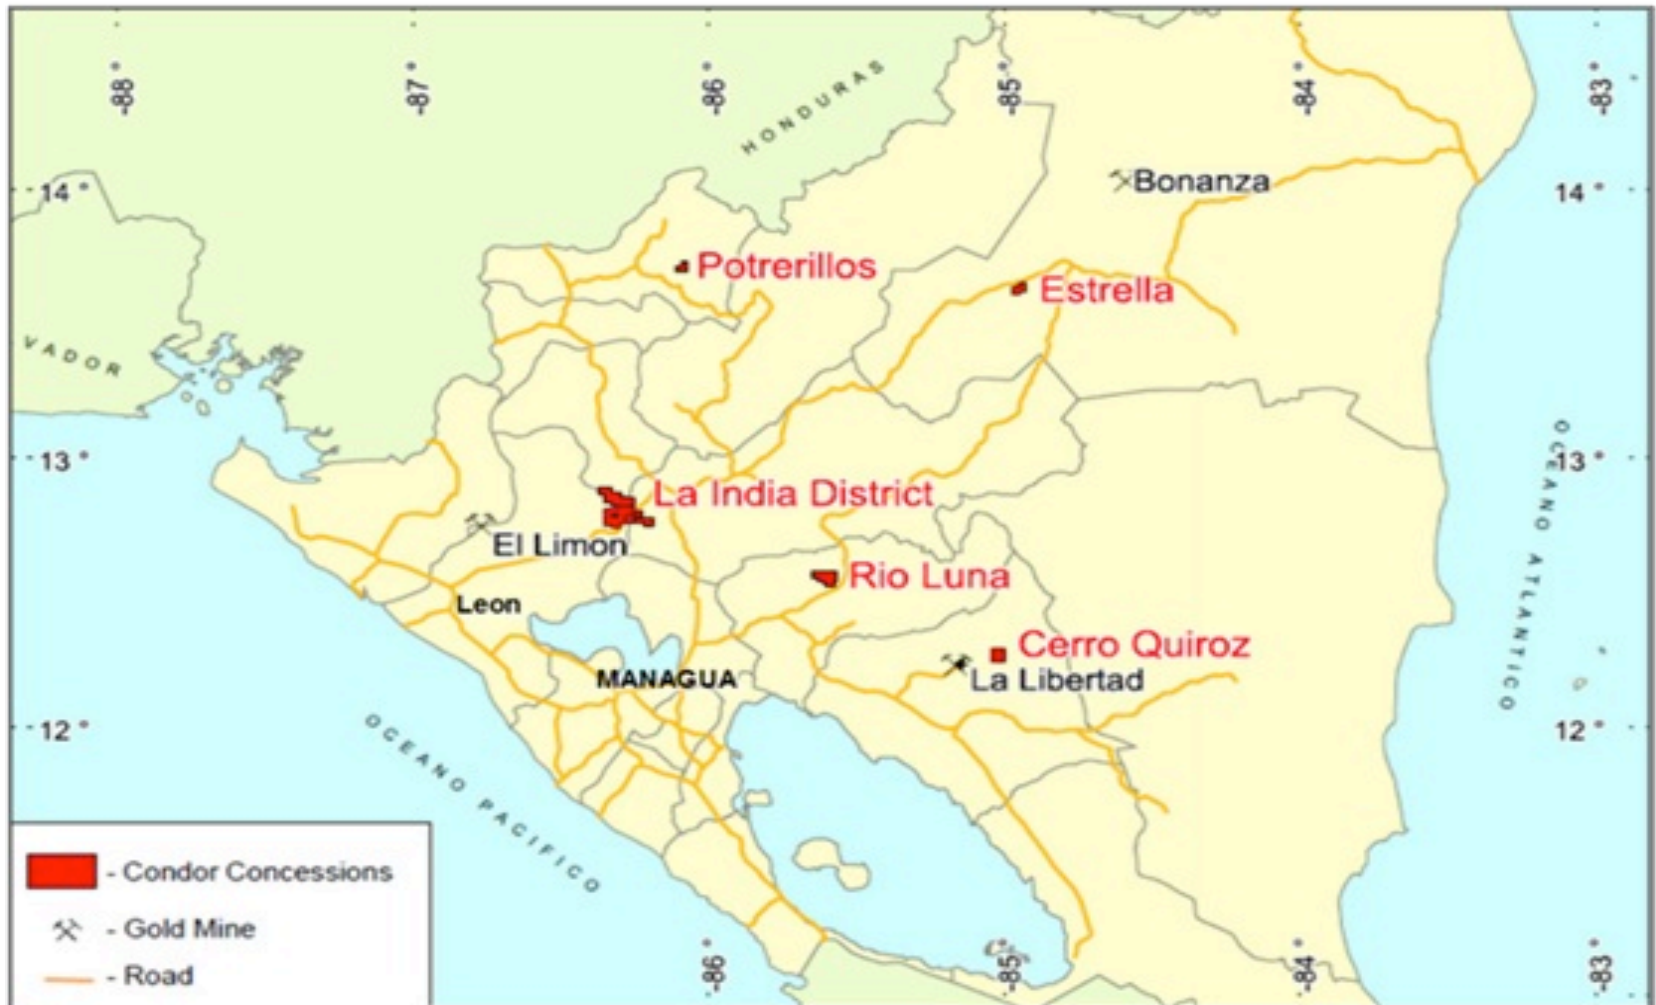 -88°
-87°
-86°
-85°
-84°
-83°
HONDURAS
14°
Bonanza
14°
Potrerillos
Estrella
VADOR
13°
13°
OCEANO ATLANTICO
La India District
El Limon
Rio Luna
Leon
Cerro Quiroz
MANAGUA
La Libertad
12°
12°
OCEANO PACIFICO
- Condor Concessions
- Gold Mine
- Road
-86°
-85°
-84°
-83°